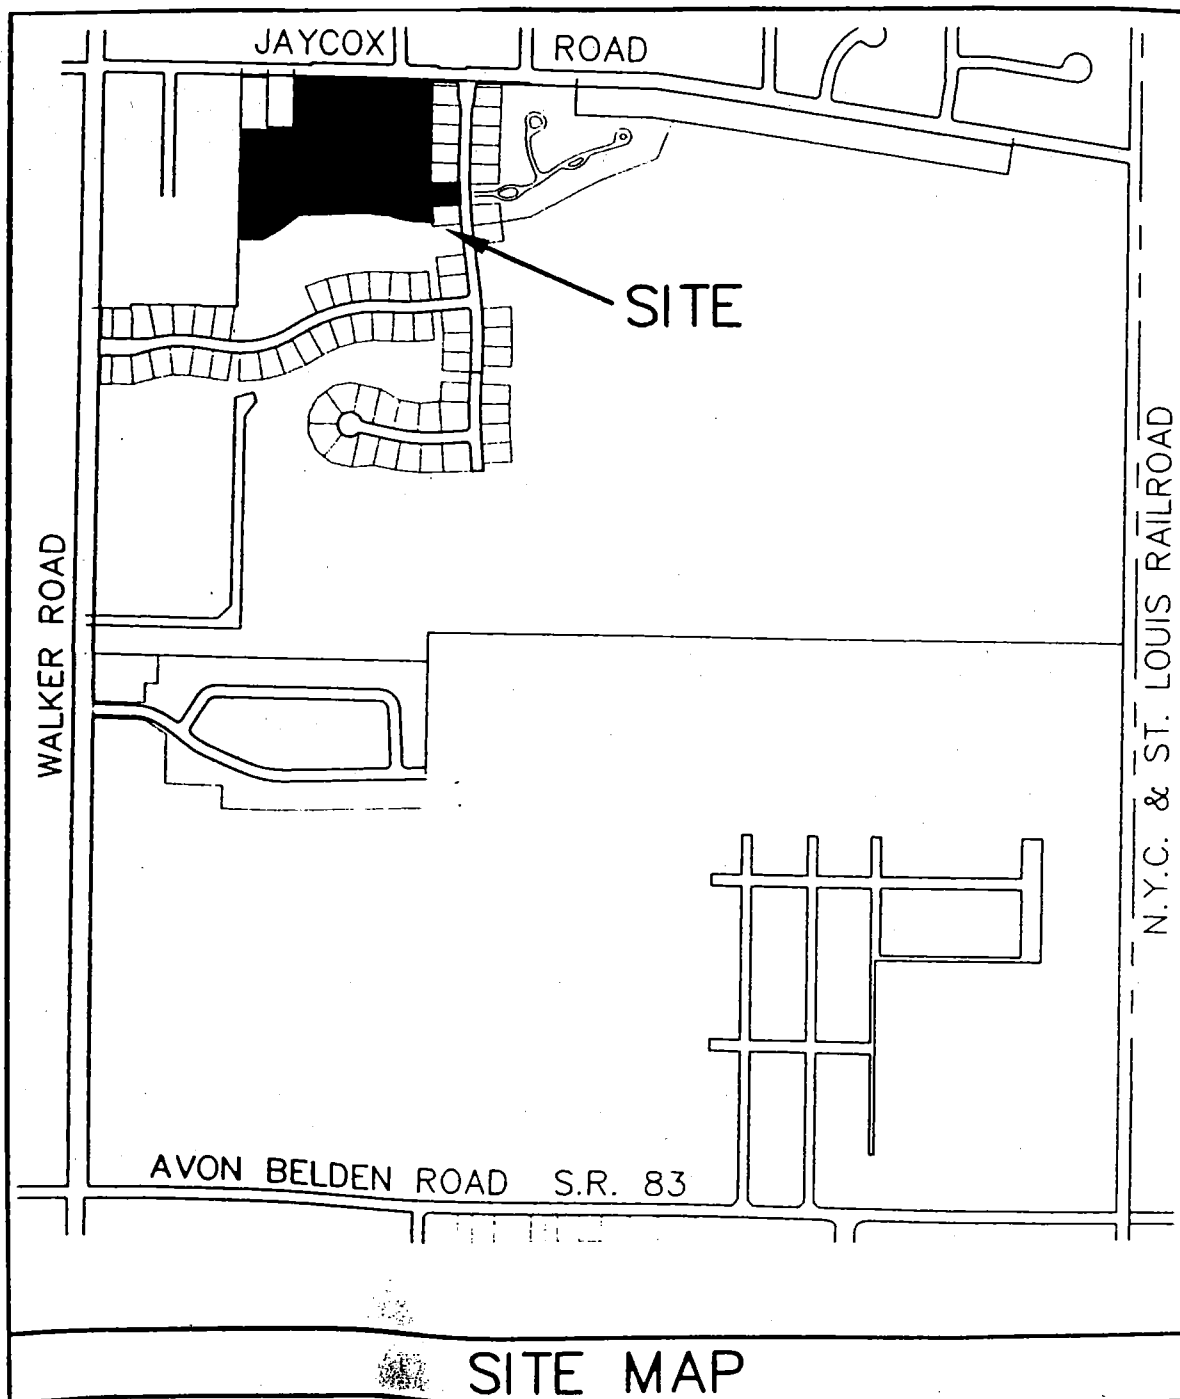 JAYCOX ROAD
SITE
WALKER ROAD
N.Y.C. & ST. LOUIS RAILROAD
AVON BELDEN ROAD S.R. 83
SITE MAP